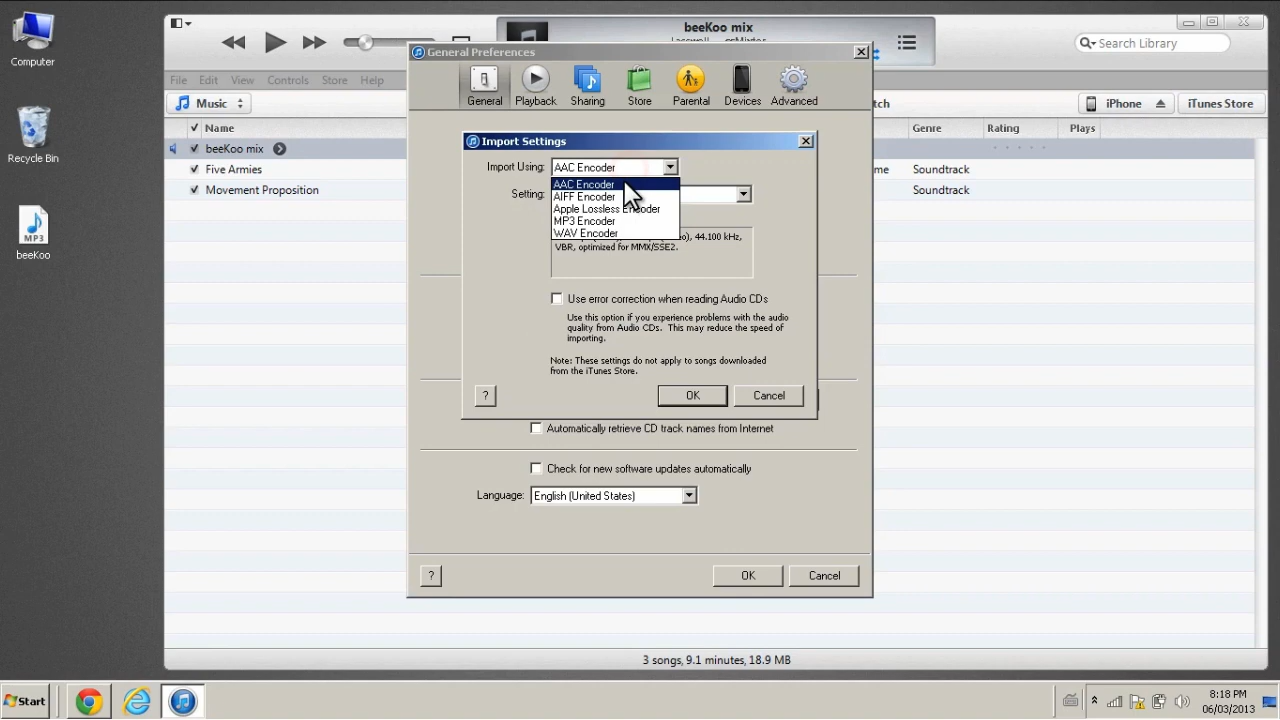 Computer
Recycle Bin
MP3
beeKoo
beeKoo mix
Search Library
File Edit View Controls Store Help
Music
iPhone
iTunes Store
Name
Genre Rating Plays
beeKoo mix
Five Armies
Soundtrack
Movement Proposition
Soundtrack
General Preferences
General Playback Sharing Store Parental Devices Advanced
Import Settings
Import Using: AAC Encoder
Setting:
AAC Encoder
AIFF Encoder
Apple Lossless Encoder
MP3 Encoder
WAV Encoder
44.100 kHz,
VBR, optimized for MMX/SSE2.
Use error correction when reading Audio CDs
Use this option if you experience problems with the audio
quality from Audio CDs. This may reduce the speed of
importing.
Note: These settings do not apply to songs downloaded
from the iTunes Store.
? OK Cancel
Automatically retrieve CD track names from Internet
Check for new software updates automatically
Language: English (United States)
? OK Cancel
3 songs, 9.1 minutes, 18.9 MB
Start
8:18 PM
06/03/2013